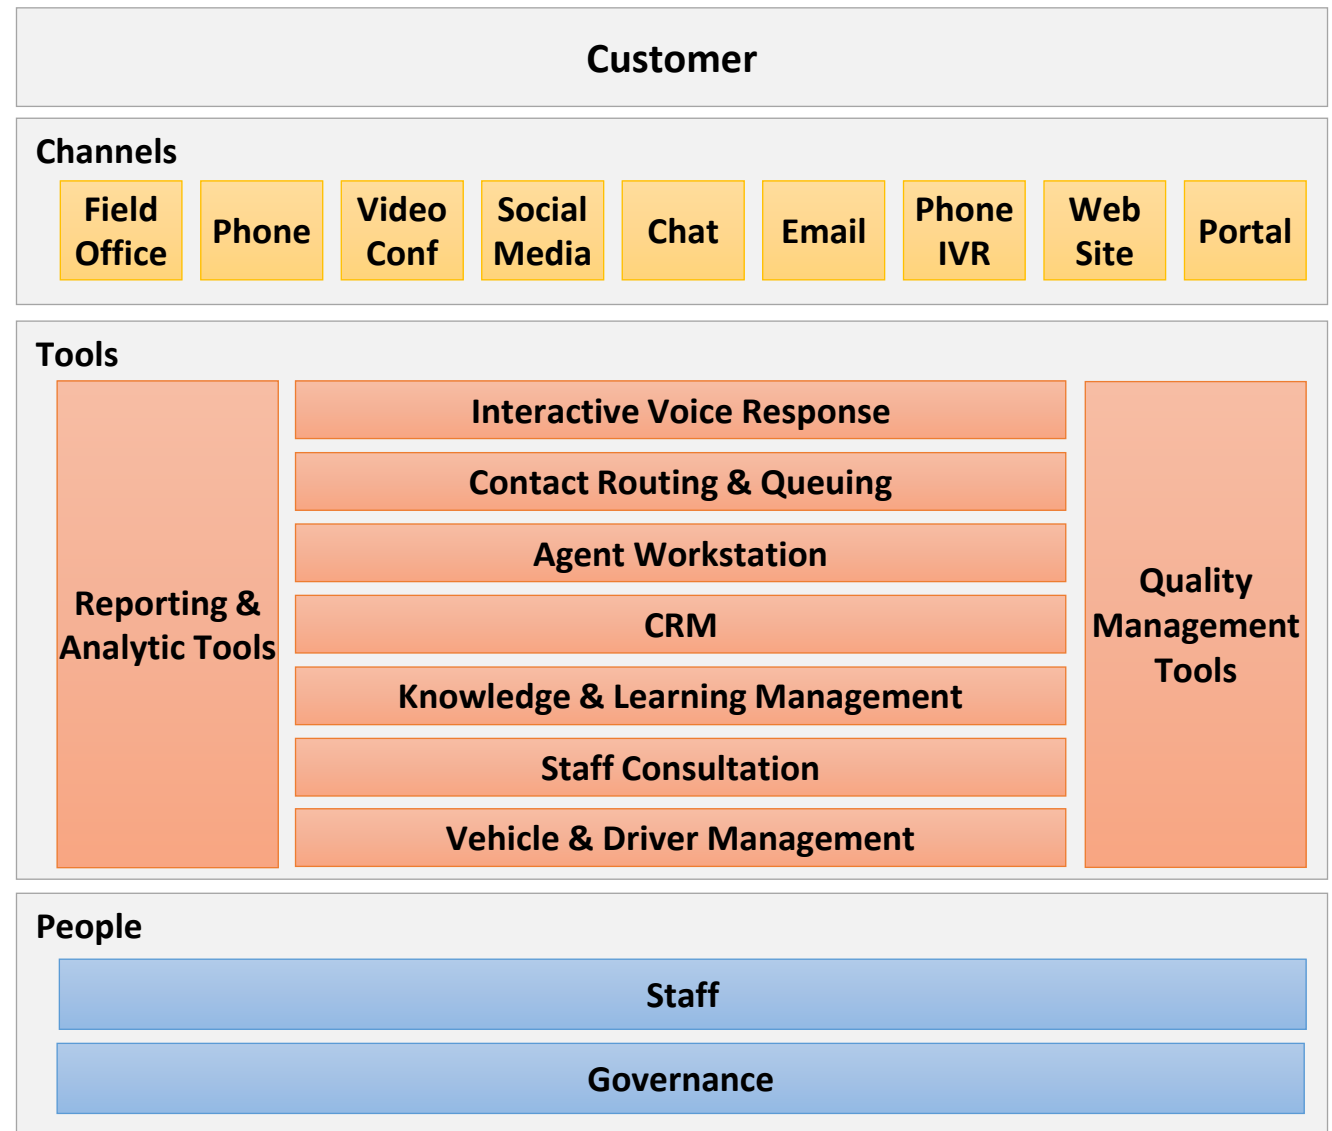 Customer
Channels
Field
Office
Phone
Video
Conf
Social
Media
Chat
Email
Phone
IVR
Web
Site
Portal
Tools
Reporting &
Analytic Tools
Interactive Voice Response
Contact Routing & Queuing
Agent Workstation
CRM
Knowledge & Learning Management
Staff Consultation
Vehicle & Driver Management
Quality
Management
Tools
People
Staff
Governance